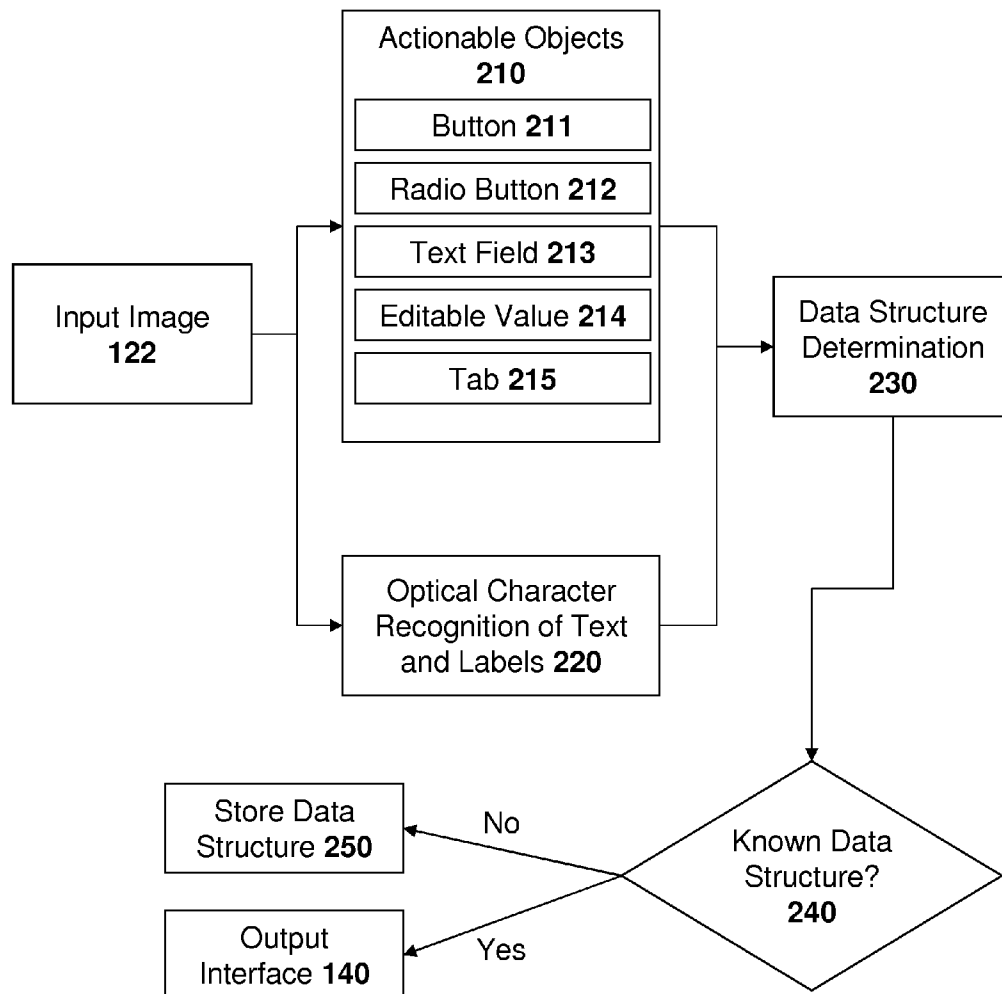 Actionable Objects
210
Button 211
Radio Button 212
Text Field 213
Editable Value 214
Tab 215
Input Image
122
Data Structure
Determination
230
Optical Character
Recognition of Text
and Labels 220
Known Data
Structure?
240
No
Store Data
Structure 250
Yes
Output
Interface 140